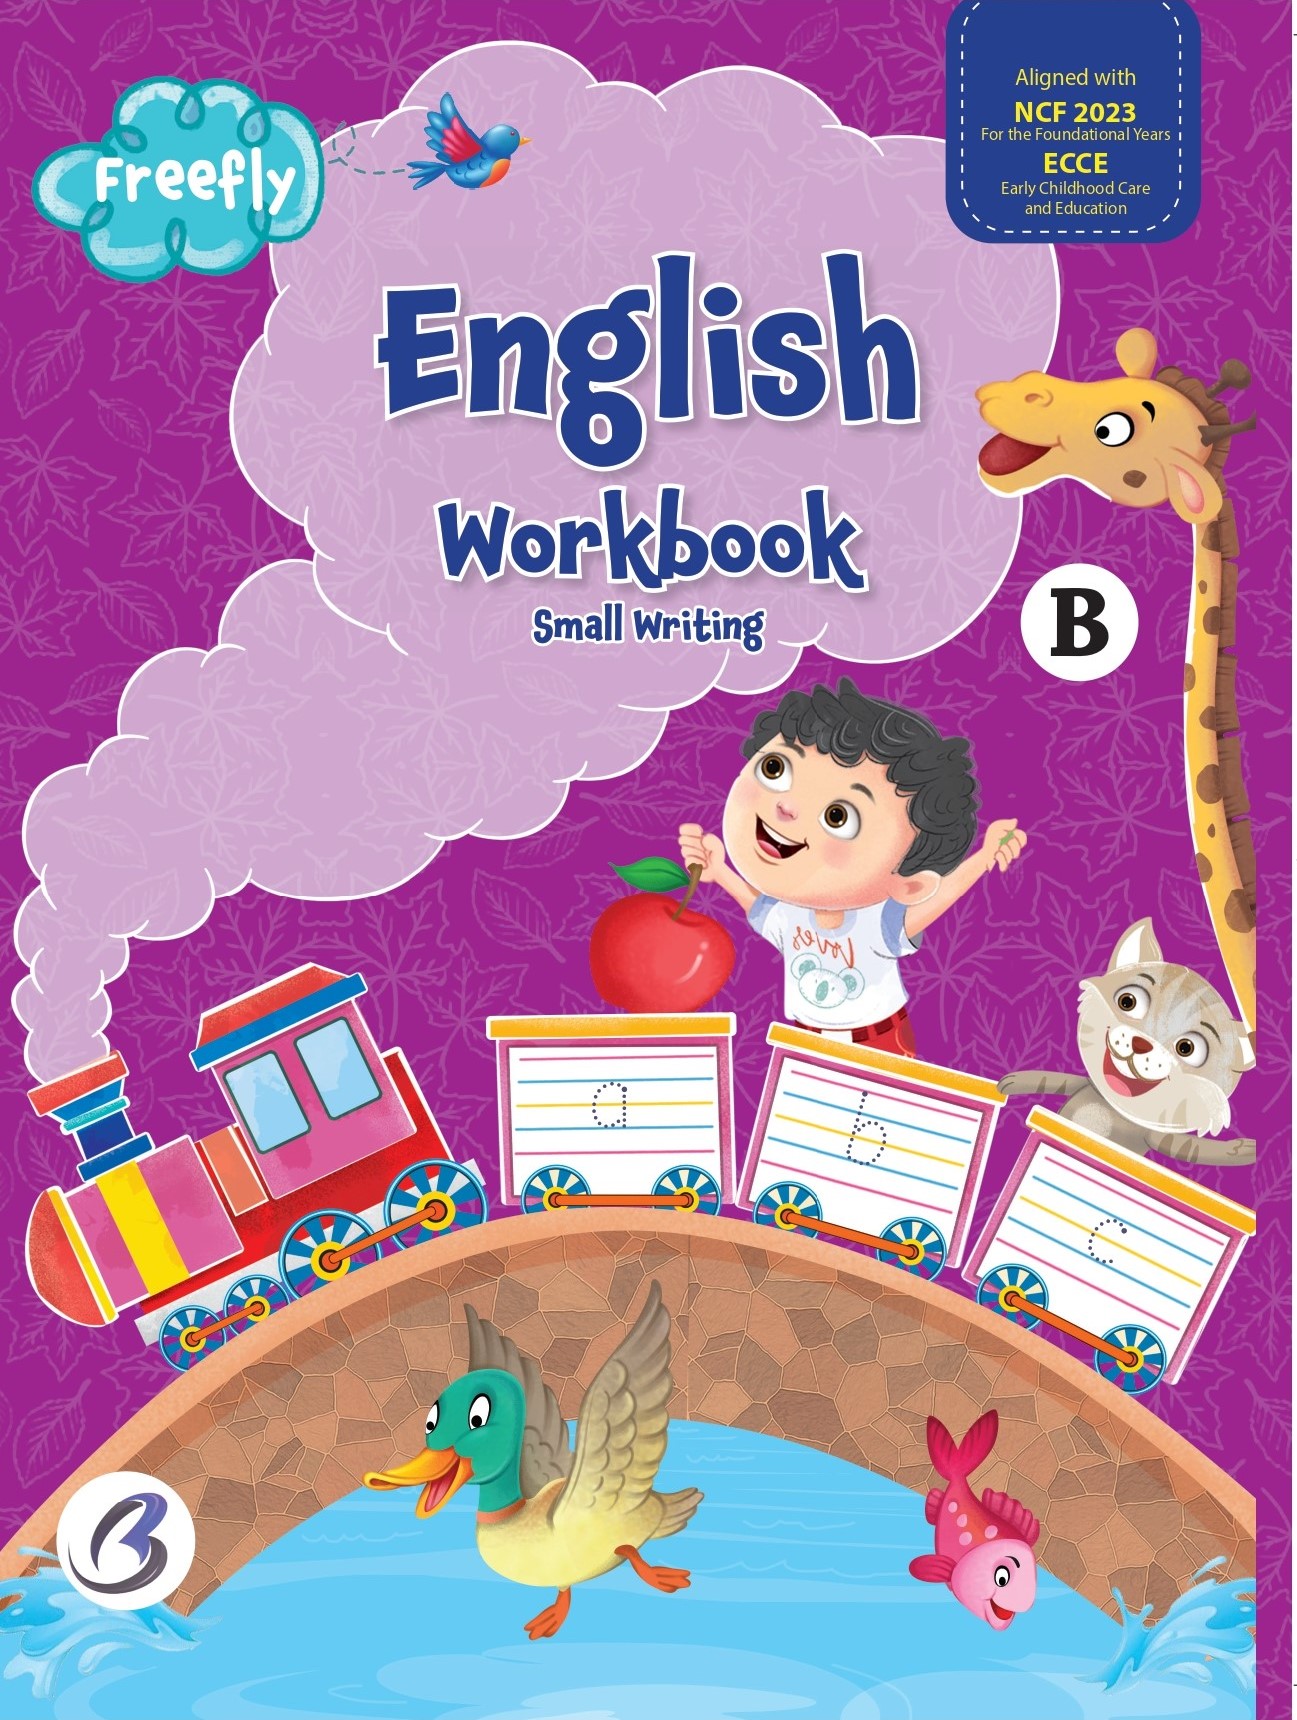 Freefly
Aligned with
NCF 2023
For the Foundational Years
ECCE
Early Childhood Care
and Education
English
Workbook
Small Writing
B
Lover
a
b
c
B